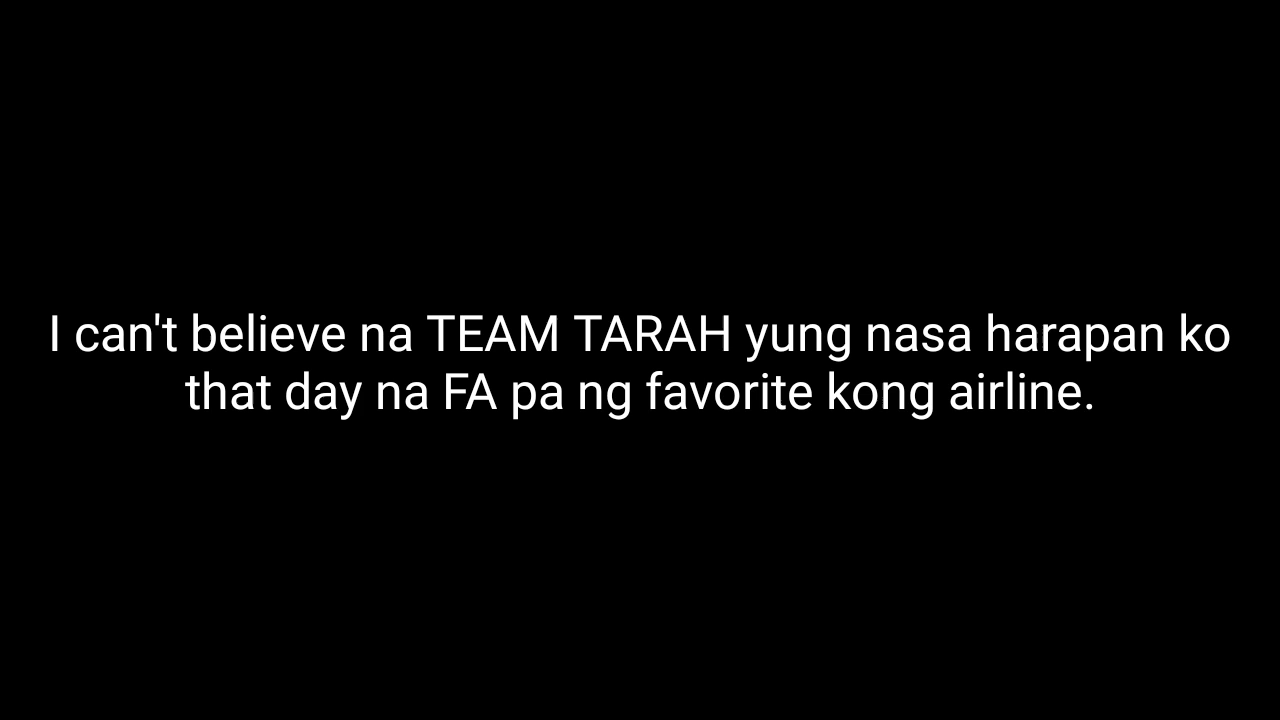 I can't believe na TEAM TARAH yung nasa harapan ko
that day na FA pa ng favorite kong airline.